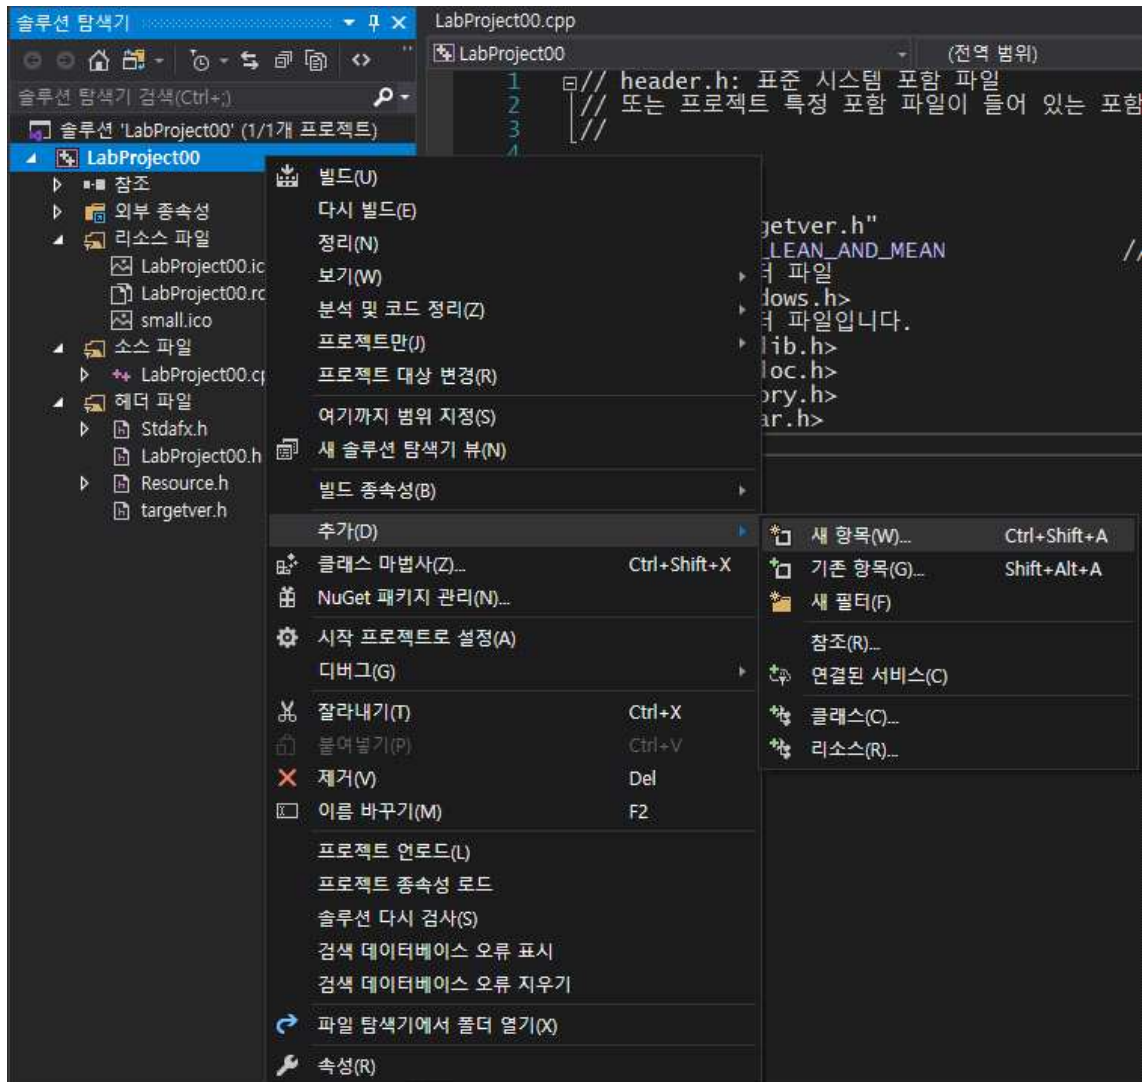 솔루션 탐색기
솔루션 탐색기 검색(Ctrl+;)
솔루션 'LabProject00' (1/1개 프로젝트)
LabProject00
참조
외부 종속성
리소스 파일
LabProject00.ic
LabProject00.rc
small.ico
소스 파일
LabProject00.cp
헤더 파일
Stdafx.h
LabProject00.h
Resource.h
targetver.h
LabProject00.cpp
LabProject00
(전역 범위)
1 // header.h: 표준 시스템 포함 파일
2 // 또는 프로젝트 특정 포함 파일이 들어 있는 포함
3 //
4
getver.h"
_LEAN_AND_MEAN //
더 파일
dows.h>
더 파일입니다.
lib.h>
loc.h>
ory.h>
ar.h>
빌드(U)
다시 빌드(E)
정리(N)
보기(W)
분석 및 코드 정리(Z)
프로젝트만(J)
프로젝트 대상 변경(R)
여기까지 범위 지정(S)
새 솔루션 탐색기 뷰(N)
빌드 종속성(B)
추가(D)
클래스 마법사(Z)... Ctrl+Shift+X
NuGet 패키지 관리(N)...
시작 프로젝트로 설정(A)
디버그(G)
잘라내기(T) Ctrl+X
붙여넣기(P) Ctrl+V
제거(V) Del
이름 바꾸기(M) F2
프로젝트 언로드(L)
프로젝트 종속성 로드
솔루션 다시 검사(S)
검색 데이터베이스 오류 표시
검색 데이터베이스 오류 지우기
파일 탐색기에서 폴더 열기(X)
속성(R)
새 항목(W)... Ctrl+Shift+A
기존 항목(G)... Shift+Alt+A
새 필터(F)
참조(R)...
연결된 서비스(C)
클래스(C)...
리소스(R)...